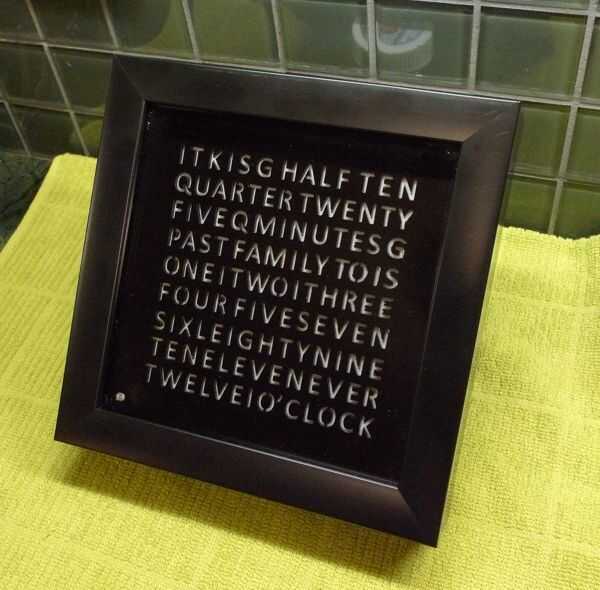 ITKISGHALFTEN
QUARTERTWENTY
FIVEQMINUTESG
PASTFAMILYTOIS
ONEITWOITHREE
FOURFIVESEVEN
SIXLEIGHTYNINE
TENELEVENEVER
TWELVEIO'CLOCK